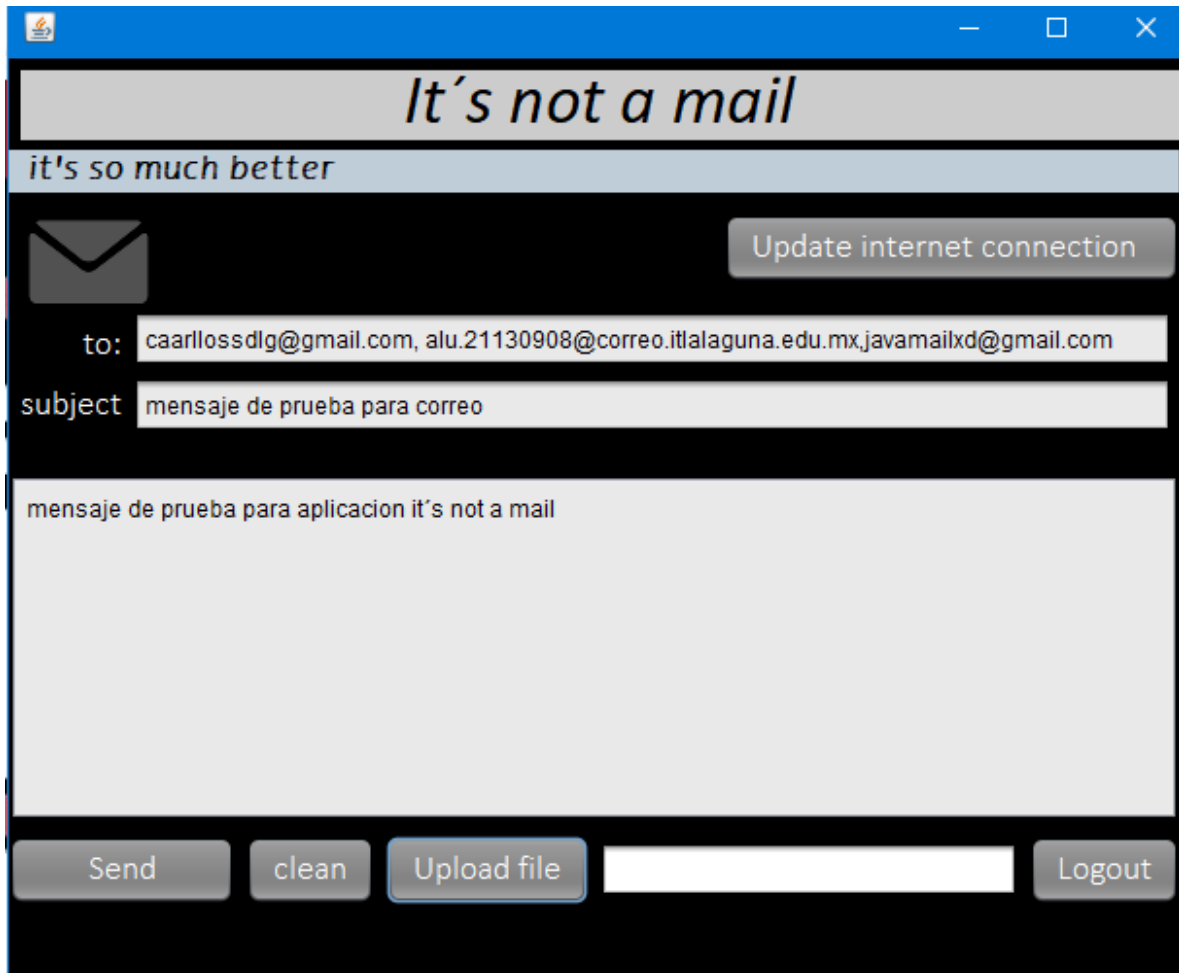 It´s not a mail
it's so much better
Update internet connection
to: caarllossdlg@gmail.com, alu.21130908@correo.itlalaguna.edu.mx,javamailxd@gmail.com
subject mensaje de prueba para correo
mensaje de prueba para aplicacion it´s not a mail
Send clean Upload file Logout